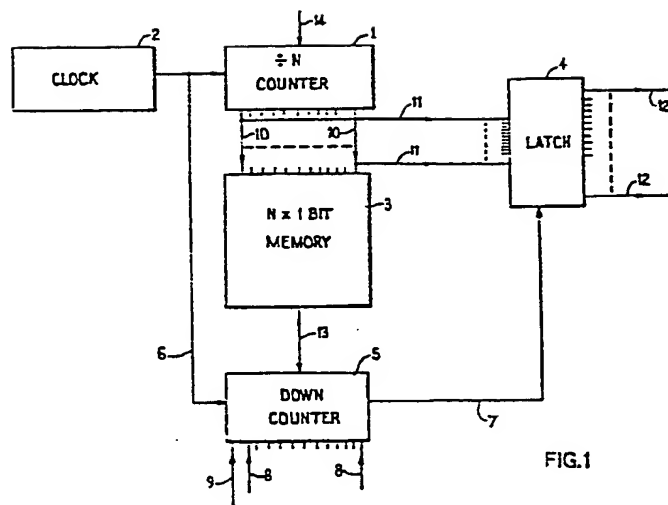 14
2
1
4
CLOCK
÷ N
COUNTER
11
12
10
10
LATCH
11
12
N x 1 BIT
MEMORY
3
13
6
5
DOWN
COUNTER
7
9
8
8
FIG.1